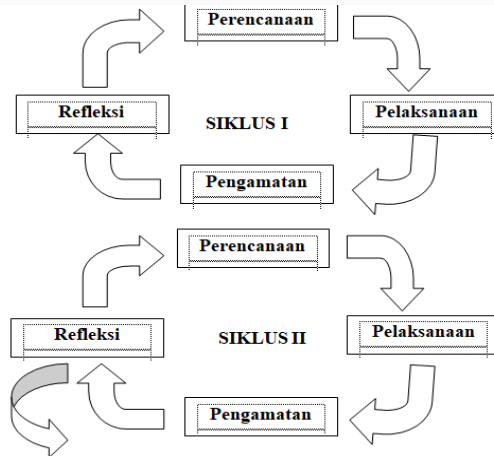 Perencanaan
Refleksi
Pelaksanaan
SIKLUS I
Pengamatan
Perencanaan
Refleksi
SIKLUS II
Pelaksanaan
Pengamatan